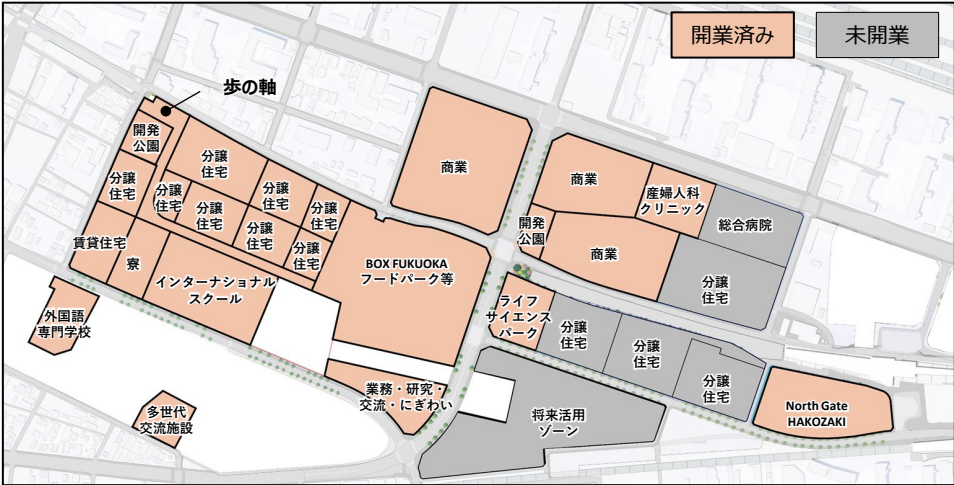 開業済み
未開業
歩の軸
開発
公園
分譲
住宅
分譲
住宅
分譲
住宅
分譲
住宅
分譲
住宅
分譲
住宅
分譲
住宅
分譲
住宅
賃貸住宅
寮
インターナショナル
スクール
外国語
専門学校
多世代
交流施設
BOX FUKUOKA
フードパーク等
業務・研究・
交流・にぎわい
商業
商業
産婦人科
クリニック
総合病院
開発
公園
商業
分譲
住宅
ライフ
サイエンス
パーク
分譲
住宅
分譲
住宅
分譲
住宅
将来活用
ゾーン
North Gate
HAKOZAKI